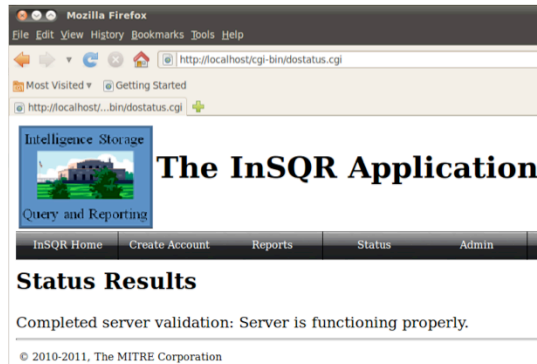 Mozilla Firefox
File Edit View History Bookmarks Tools Help
http://localhost/cgi-bin/dostatus.cgi
Most Visited Getting Started
http://localhost/...bin/dostatus.cgi
Intelligence Storage
Query and Reporting
The InSQR Application
InSQR Home Create Account Reports Status Admin
Status Results
Completed server validation: Server is functioning properly.
© 2010-2011, The MITRE Corporation